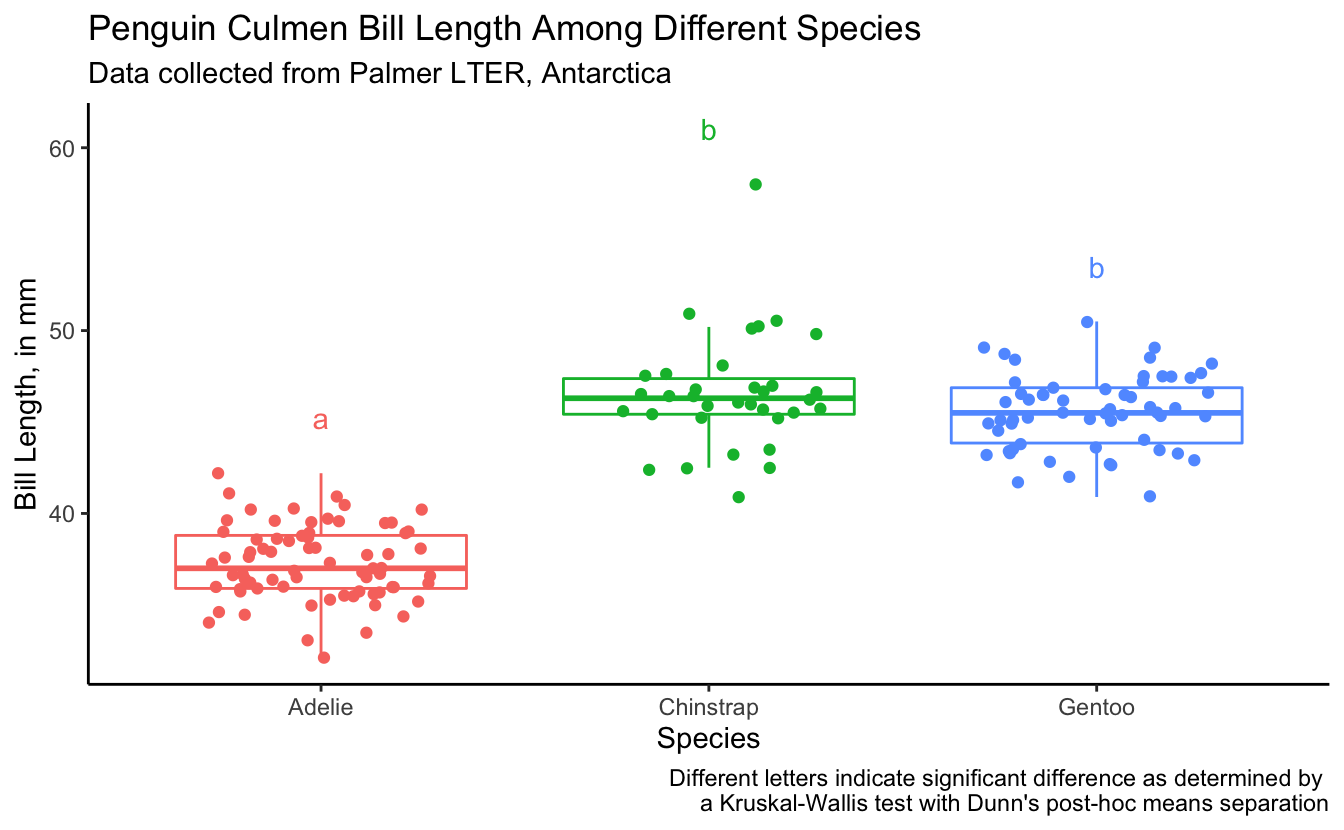 Penguin Culmen Bill Length Among Different Species
Data collected from Palmer LTER, Antarctica
b
60
b
50
a
40
Bill Length, in mm
Adelie Chinstrap Gentoo
Species
Different letters indicate significant difference as determined by
a Kruskal-Wallis test with Dunn's post-hoc means separation